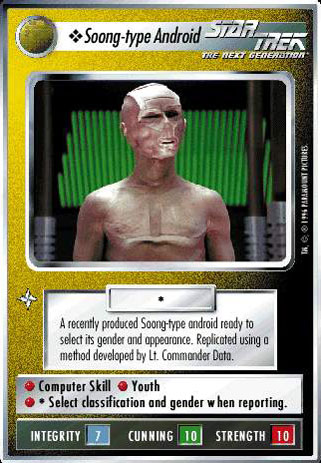 ❖ Soong-type Android
STAR TREK
THE NEXT GENERATION
TM, © ® 1996 PARAMOUNT PICTURES.
*
A recently produced Soong-type android ready to
select its gender and appearance. Replicated using a
method developed by Lt. Commander Data.
Computer Skill Youth
* Select classification and gender when reporting.
INTEGRITY 7 CUNNING 10 STRENGTH 10